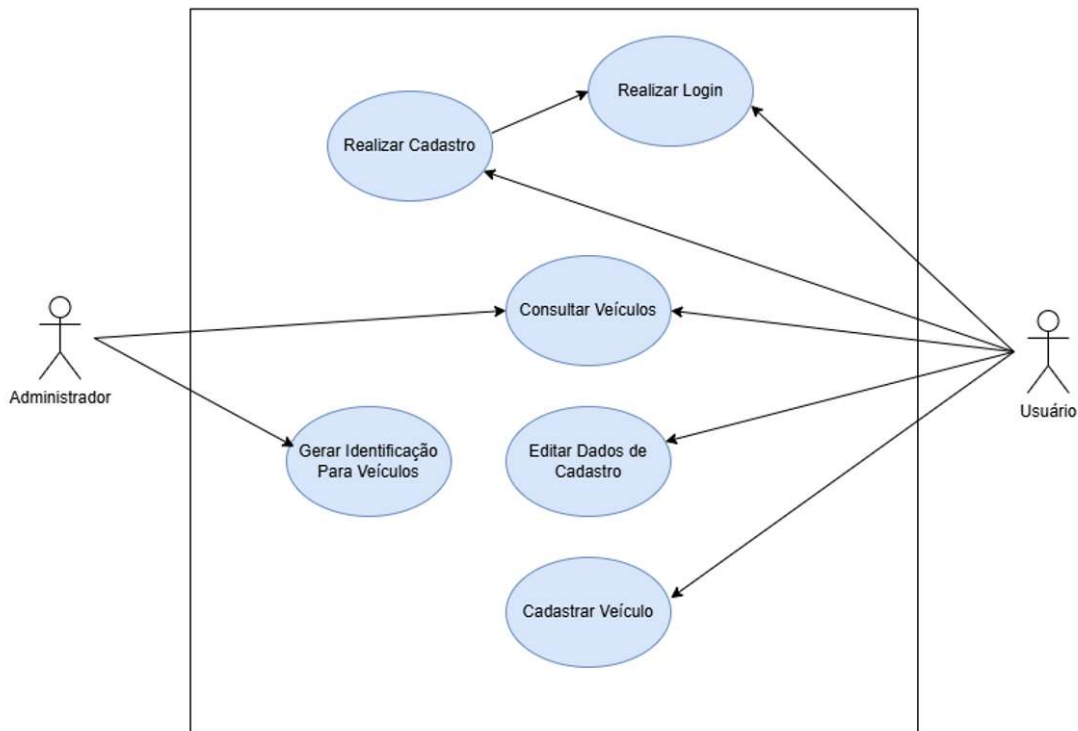 Realizar Login
Realizar Cadastro
Consultar Veículos
Administrador
Usuário
Gerar Identificação
Para Veículos
Editar Dados de
Cadastro
Cadastrar Veículo